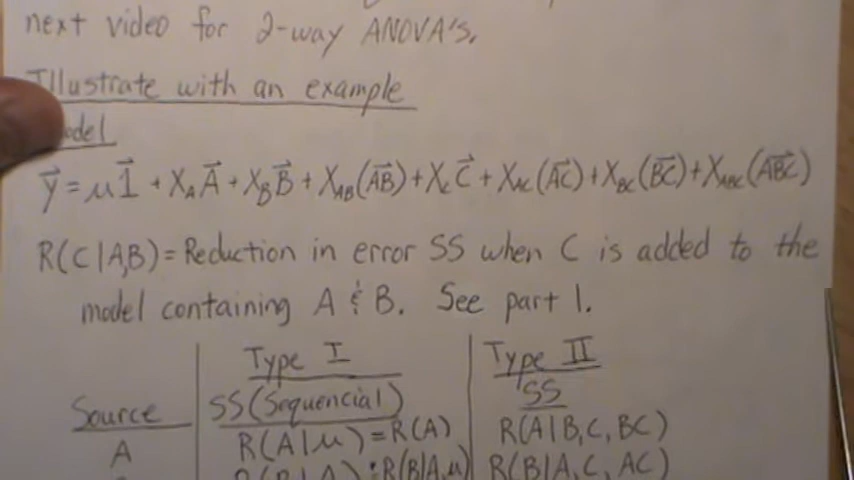 next video for 2-way ANOVA's.
Illustrate with an example
odel
y⃗ = μ1⃗ + X_A A⃗ + X_B B⃗ + X_AB (AB⃗) + X_C C⃗ + X_AC (AC⃗) + X_BC (BC⃗) + X_ABC (ABC⃗)
R(C|A,B) = Reduction in error SS when C is added to the
model containing A & B. See part 1.
Type I Type II
Source SS(Sequencial) SS
A R(A|μ) = R(A) R(A|B,C, BC)
R(B|A) = R(B|A,μ) R(B|A,C, AC)